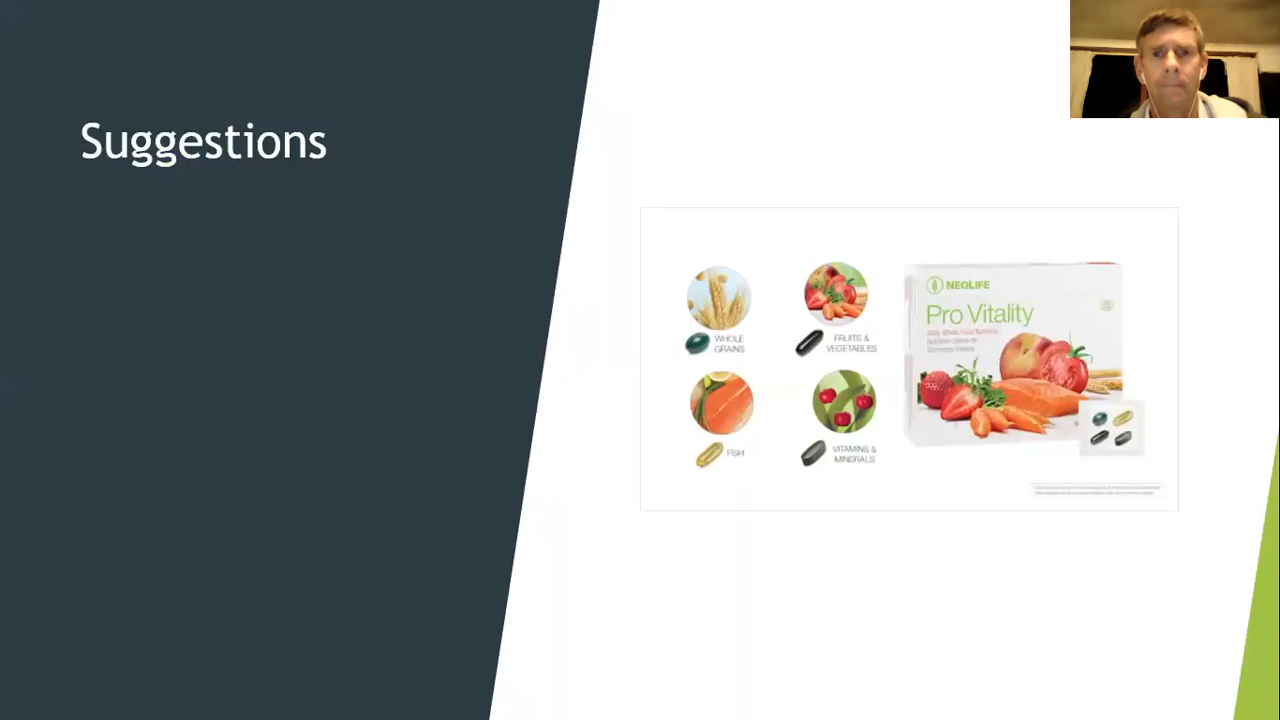 Suggestions
WHOLE
GRAINS
FRUITS &
VEGETABLES
FISH
VITAMINS &
MINERALS
NEOLIFE
Pro Vitality